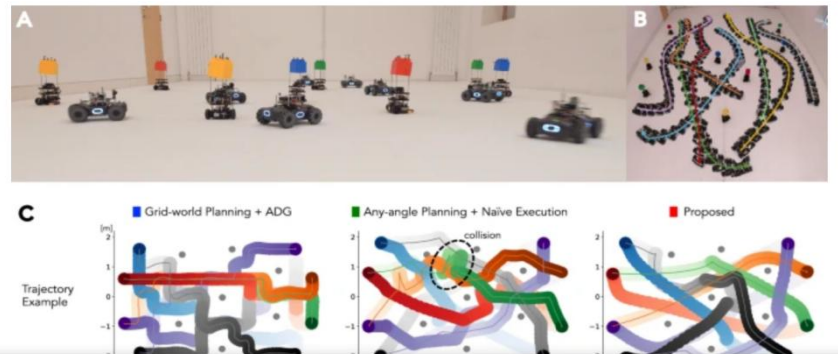 A
B
C
Grid-world Planning + ADG
Any-angle Planning + Naïve Execution
Proposed
Trajectory
Example
[m]
2
1
0
−1
collision
2
1
0
−1
2
1
0
−1